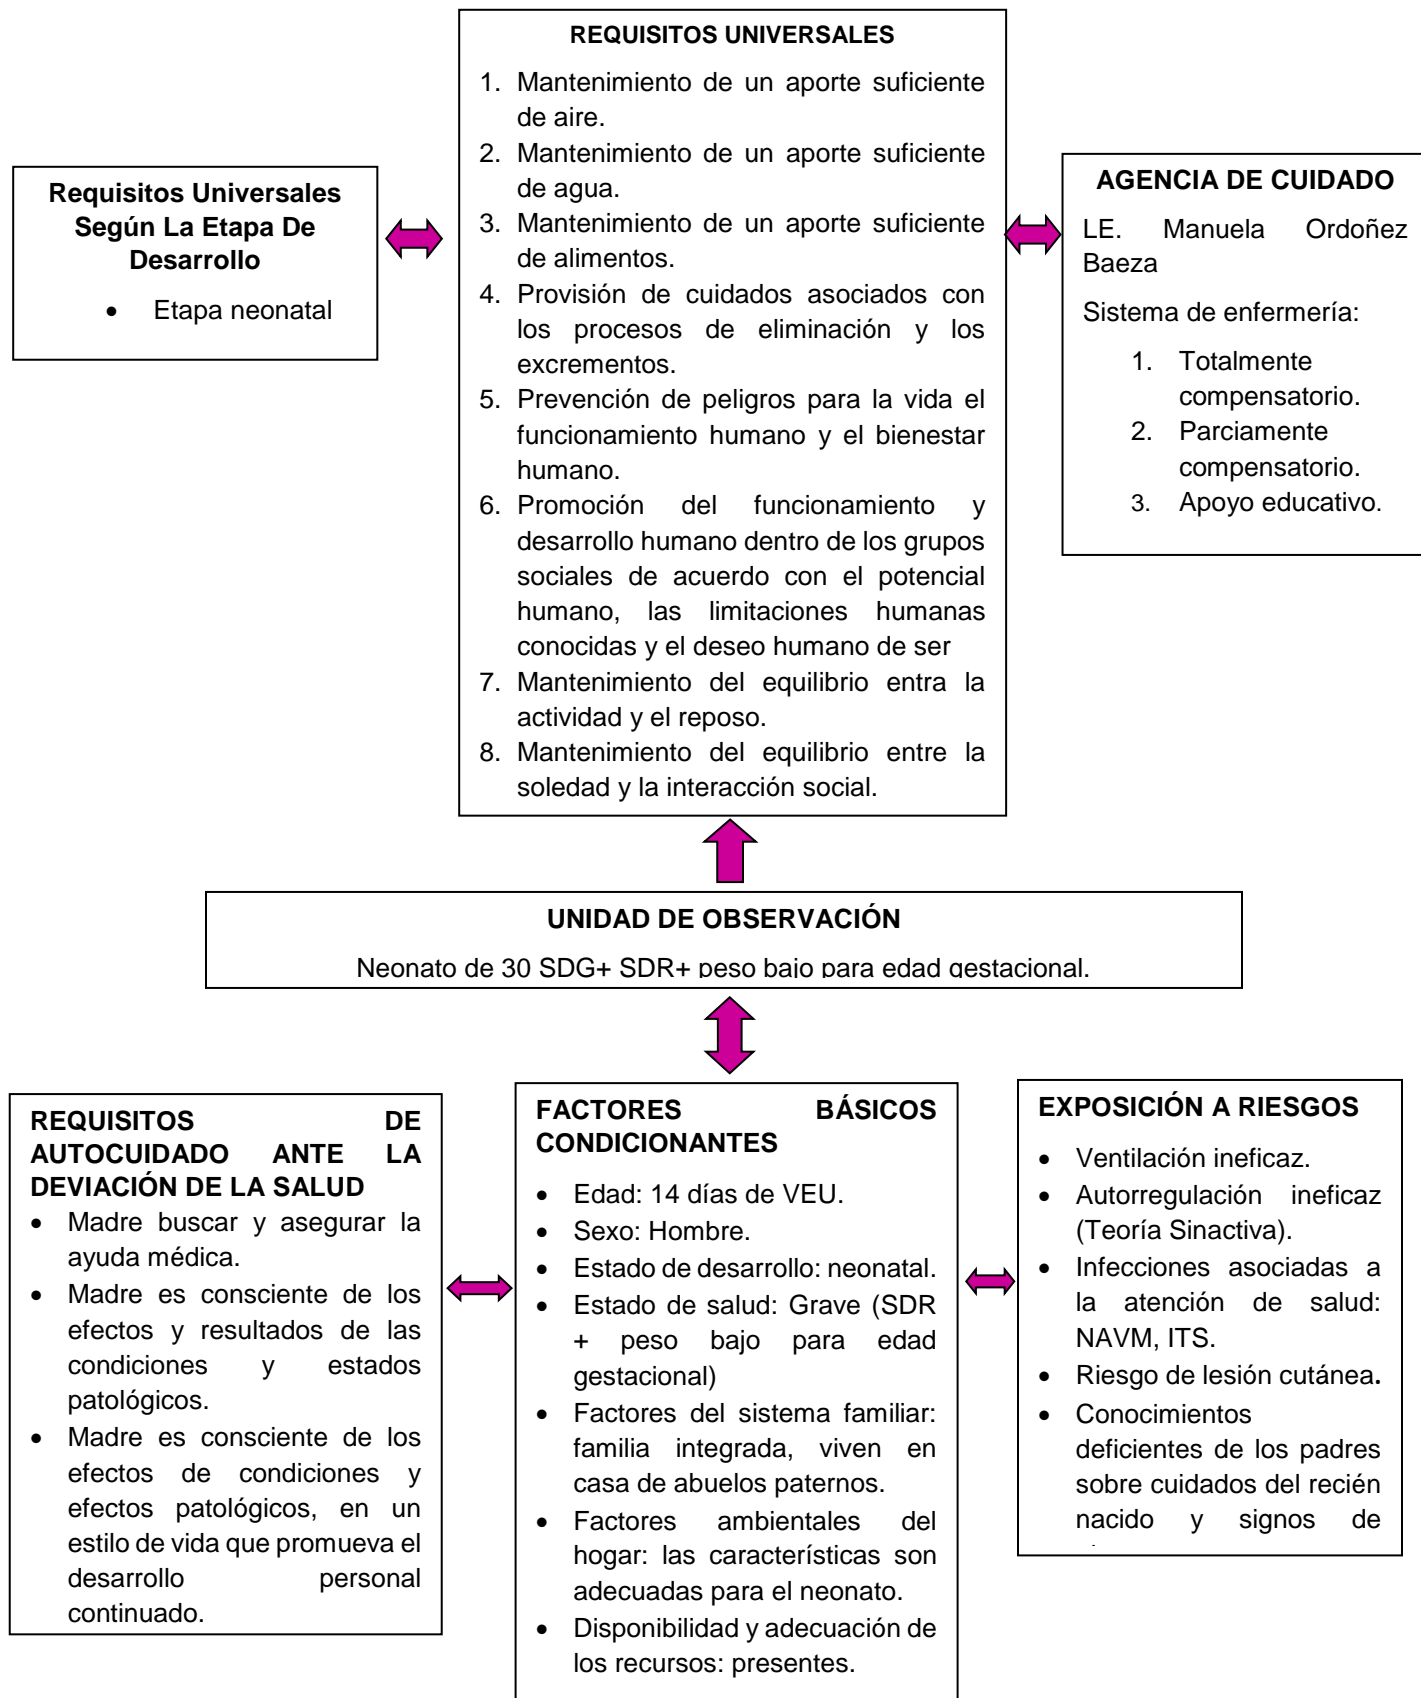 REQUISITOS UNIVERSALES
1. Mantenimiento de un aporte suficiente
de aire.
2. Mantenimiento de un aporte suficiente
de agua.
3. Mantenimiento de un aporte suficiente
de alimentos.
4. Provisión de cuidados asociados con
los procesos de eliminación y los
excrementos.
5. Prevención de peligros para la vida el
funcionamiento humano y el bienestar
humano.
6. Promoción del funcionamiento y
desarrollo humano dentro de los grupos
sociales de acuerdo con el potencial
humano, las limitaciones humanas
conocidas y el deseo humano de ser
7. Mantenimiento del equilibrio entra la
actividad y el reposo.
8. Mantenimiento del equilibrio entre la
soledad y la interacción social.
Requisitos Universales
Según La Etapa De
Desarrollo
• Etapa neonatal
AGENCIA DE CUIDADO
LE. Manuela Ordoñez
Baeza
Sistema de enfermería:
1. Totalmente
compensatorio.
2. Parciamente
compensatorio.
3. Apoyo educativo.
UNIDAD DE OBSERVACIÓN
Neonato de 30 SDG+ SDR+ peso bajo para edad gestacional.
REQUISITOS DE
AUTOCUIDADO ANTE LA
DEVIACIÓN DE LA SALUD
• Madre buscar y asegurar la
ayuda médica.
• Madre es consciente de los
efectos y resultados de las
condiciones y estados
patológicos.
• Madre es consciente de los
efectos de condiciones y
efectos patológicos, en un
estilo de vida que promueva el
desarrollo personal
continuado.
FACTORES BÁSICOS
CONDICIONANTES
• Edad: 14 días de VEU.
• Sexo: Hombre.
• Estado de desarrollo: neonatal.
• Estado de salud: Grave (SDR
+ peso bajo para edad
gestacional)
• Factores del sistema familiar:
familia integrada, viven en
casa de abuelos paternos.
• Factores ambientales del
hogar: las características son
adecuadas para el neonato.
• Disponibilidad y adecuación de
los recursos: presentes.
EXPOSICIÓN A RIESGOS
• Ventilación ineficaz.
• Autorregulación ineficaz
(Teoría Sinactiva).
• Infecciones asociadas a
la atención de salud:
NAVM, ITS.
• Riesgo de lesión cutánea.
• Conocimientos
deficientes de los padres
sobre cuidados del recién
nacido y signos de